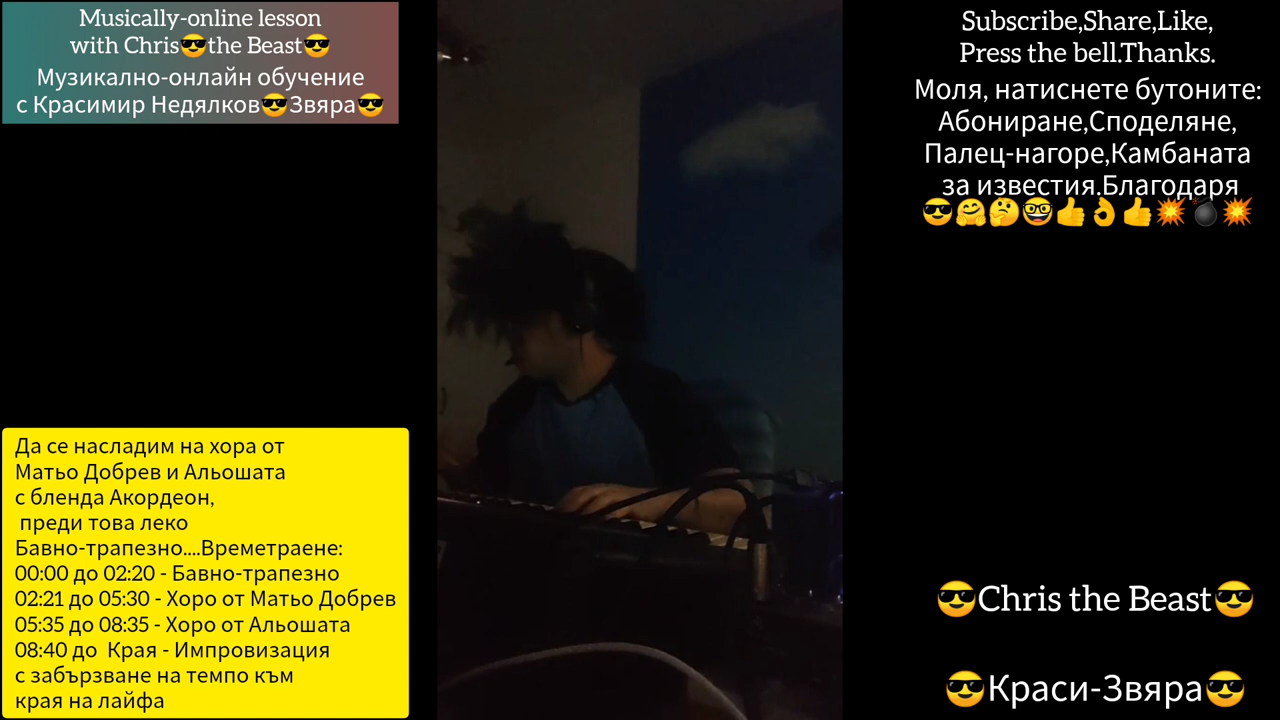 Musically-online lesson
with Chris😎the Beast😎
Музикално-онлайн обучение
с Красимир Недялков😎Звяра😎
Subscribe,Share,Like,
Press the bell.Thanks.
Моля, натиснете бутоните:
Абониране,Споделяне,
Палец-нагоре,Камбаната
за известия.Благодаря
😎🤗🤔🤓👍👌👍💥💣💥
Да се насладим на хора от
Матьо Добрев и Альошата
с бленда Акордеон,
преди това леко
Бавно-трапезно....Времетраене:
00:00 до 02:20 - Бавно-трапезно
02:21 до 05:30 - Хоро от Матьо Добрев
05:35 до 08:35 - Хоро от Альошата
08:40 до  Края - Импровизация
с забързване на темпо към
края на лайфа
😎Chris the Beast😎
😎Краси-Звяра😎